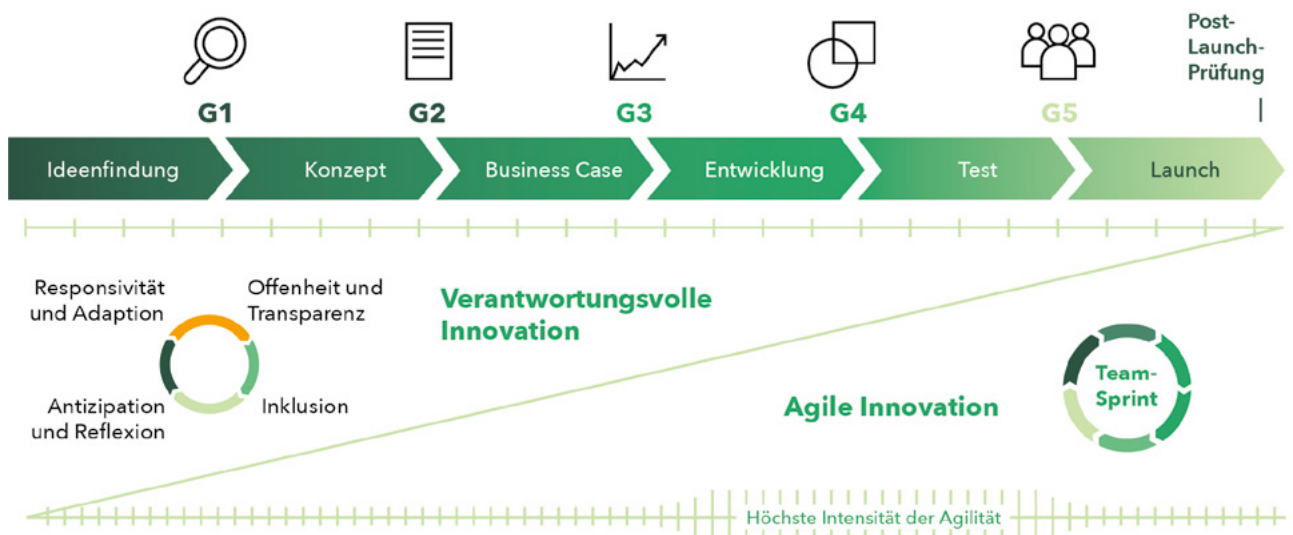 Post-
Launch-
Prüfung
G1
G2
G3
G4
G5
Ideenfindung
Konzept
Business Case
Entwicklung
Test
Launch
Responsivität
und Adaption
Offenheit und
Transparenz
Antizipation
und Reflexion
Inklusion
Verantwortungsvolle
Innovation
Agile Innovation
Team-
Sprint
Höchste Intensität der Agilität